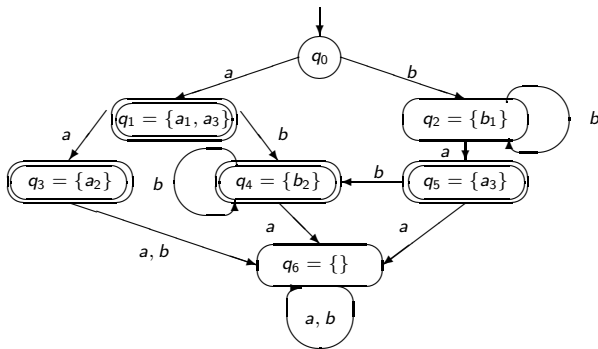 q₀
a
b
q₁ = {a₁, a₃}
q₂ = {b₁}
b
a
b
a
q₃ = {a₂}
b
q₄ = {b₂}
b
q₅ = {a₃}
a
a
a, b
q₆ = {}
a, b